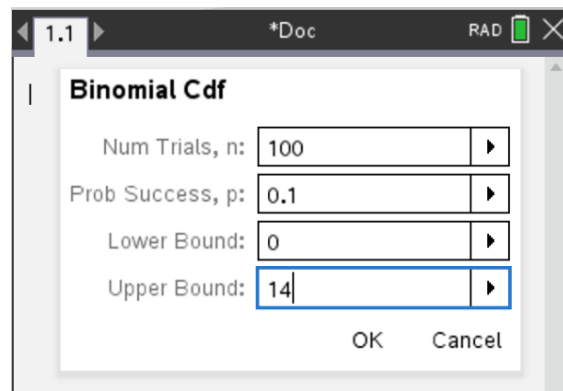 1.1 *Doc RAD
Binomial Cdf
Num Trials, n: 100
Prob Success, p: 0.1
Lower Bound: 0
Upper Bound: 14
OK Cancel